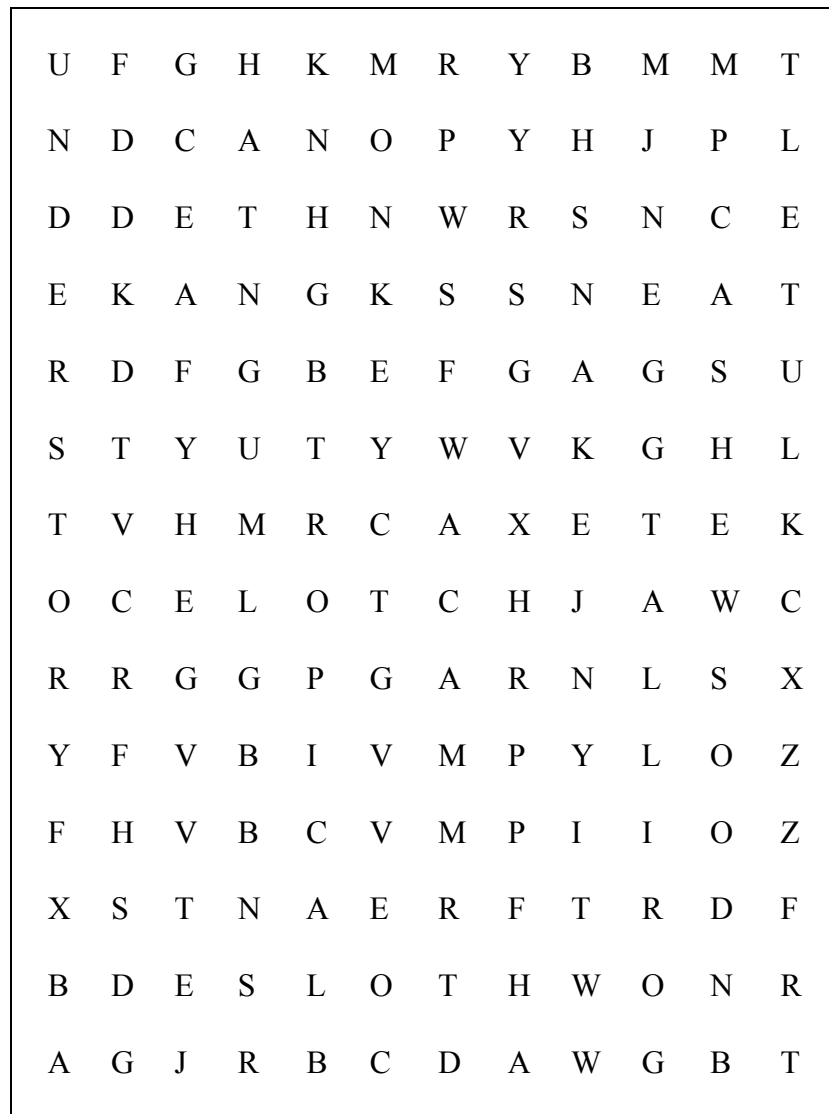 U F G H K M R Y B M M T
N D C A N O P Y H J P L
D D E T H N W R S N C E
E K A N G K S S N E A T
R D F G B E F G A G S U
S T Y U T Y W V K G H L
T V H M R C A X E T E K
O C E L O T C H J A W C
R R G G P G A R N L S X
Y F V B I V M P Y L O Z
F H V B C V M P I I O Z
X S T N A E R F T R D F
B D E S L O T H W O N R
A G J R B C D A W G B T